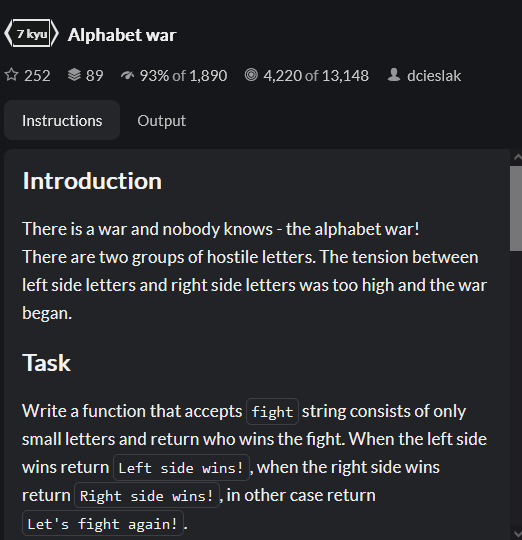 7 kyu Alphabet war
252 89 93% of 1,890 4,220 of 13,148 dcieslak
Instructions Output
Introduction
There is a war and nobody knows - the alphabet war!
There are two groups of hostile letters. The tension between
left side letters and right side letters was too high and the war
began.
Task
Write a function that accepts fight string consists of only
small letters and return who wins the fight. When the left side
wins return Left side wins!, when the right side wins
return Right side wins!, in other case return
Let's fight again!.